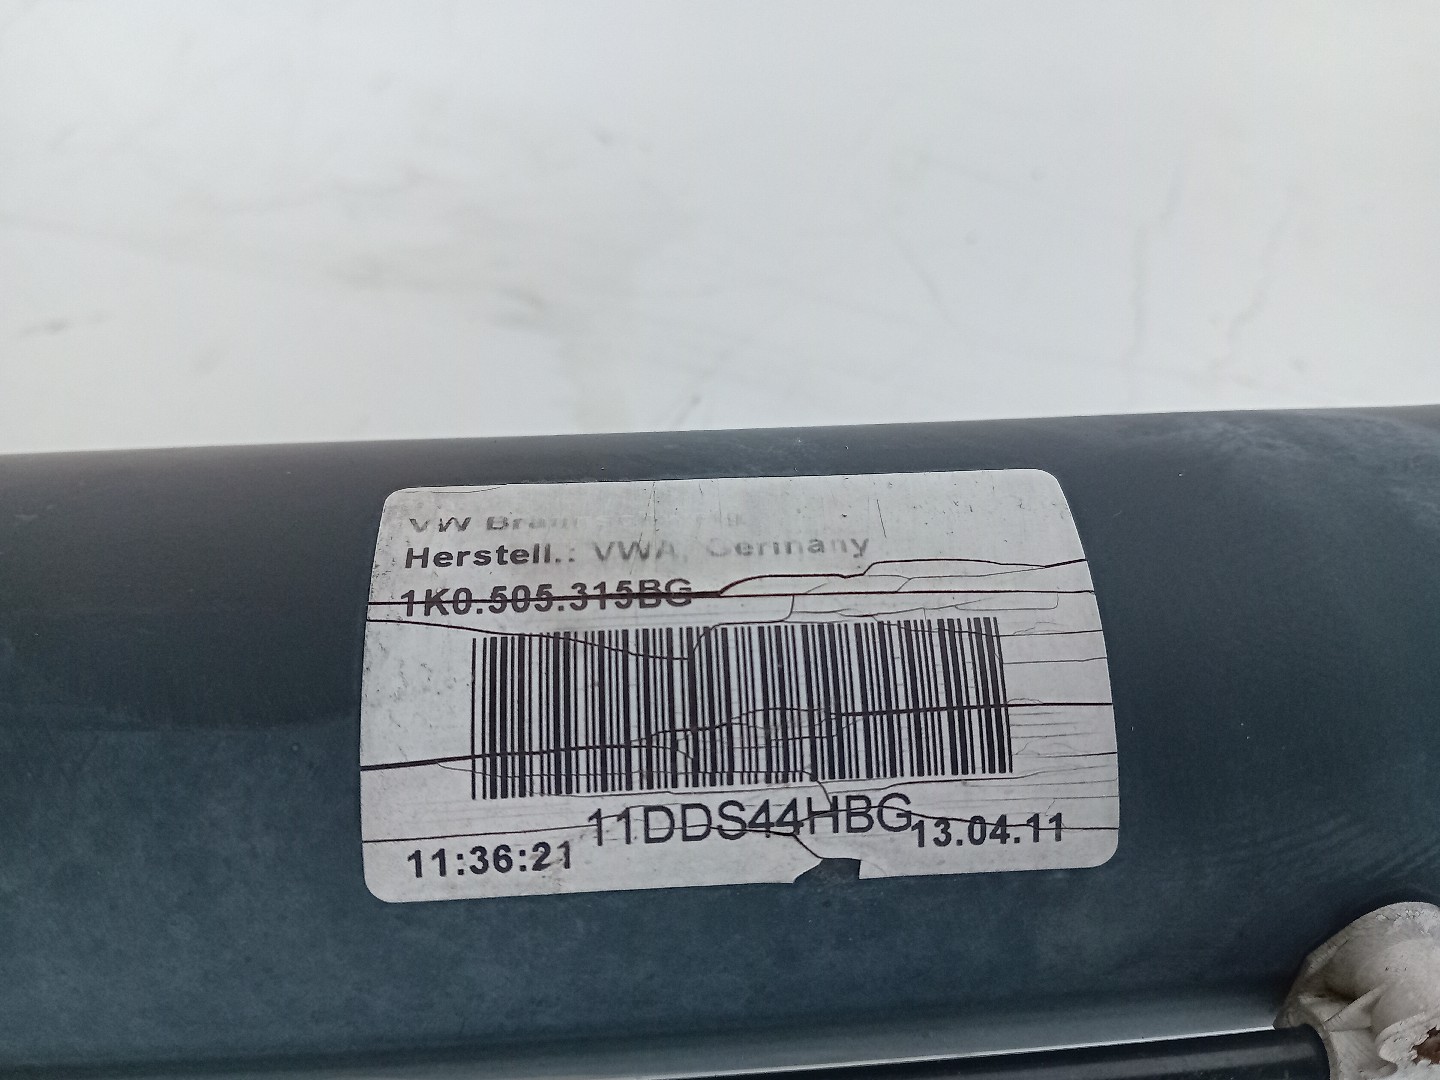 VW
Herstell.: VWA, Germany
1K0.505.315BG
11DDS44HBG
11:36:21
13.04.11